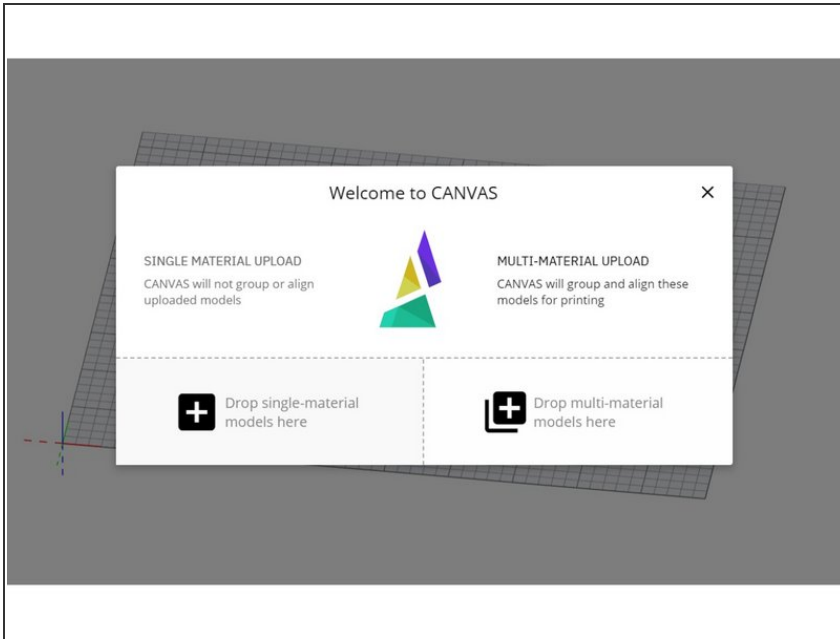 Welcome to CANVAS
SINGLE MATERIAL UPLOAD
CANVAS will not group or align
uploaded models
MULTI-MATERIAL UPLOAD
CANVAS will group and align these
models for printing
Drop single-material
models here
Drop multi-material
models here